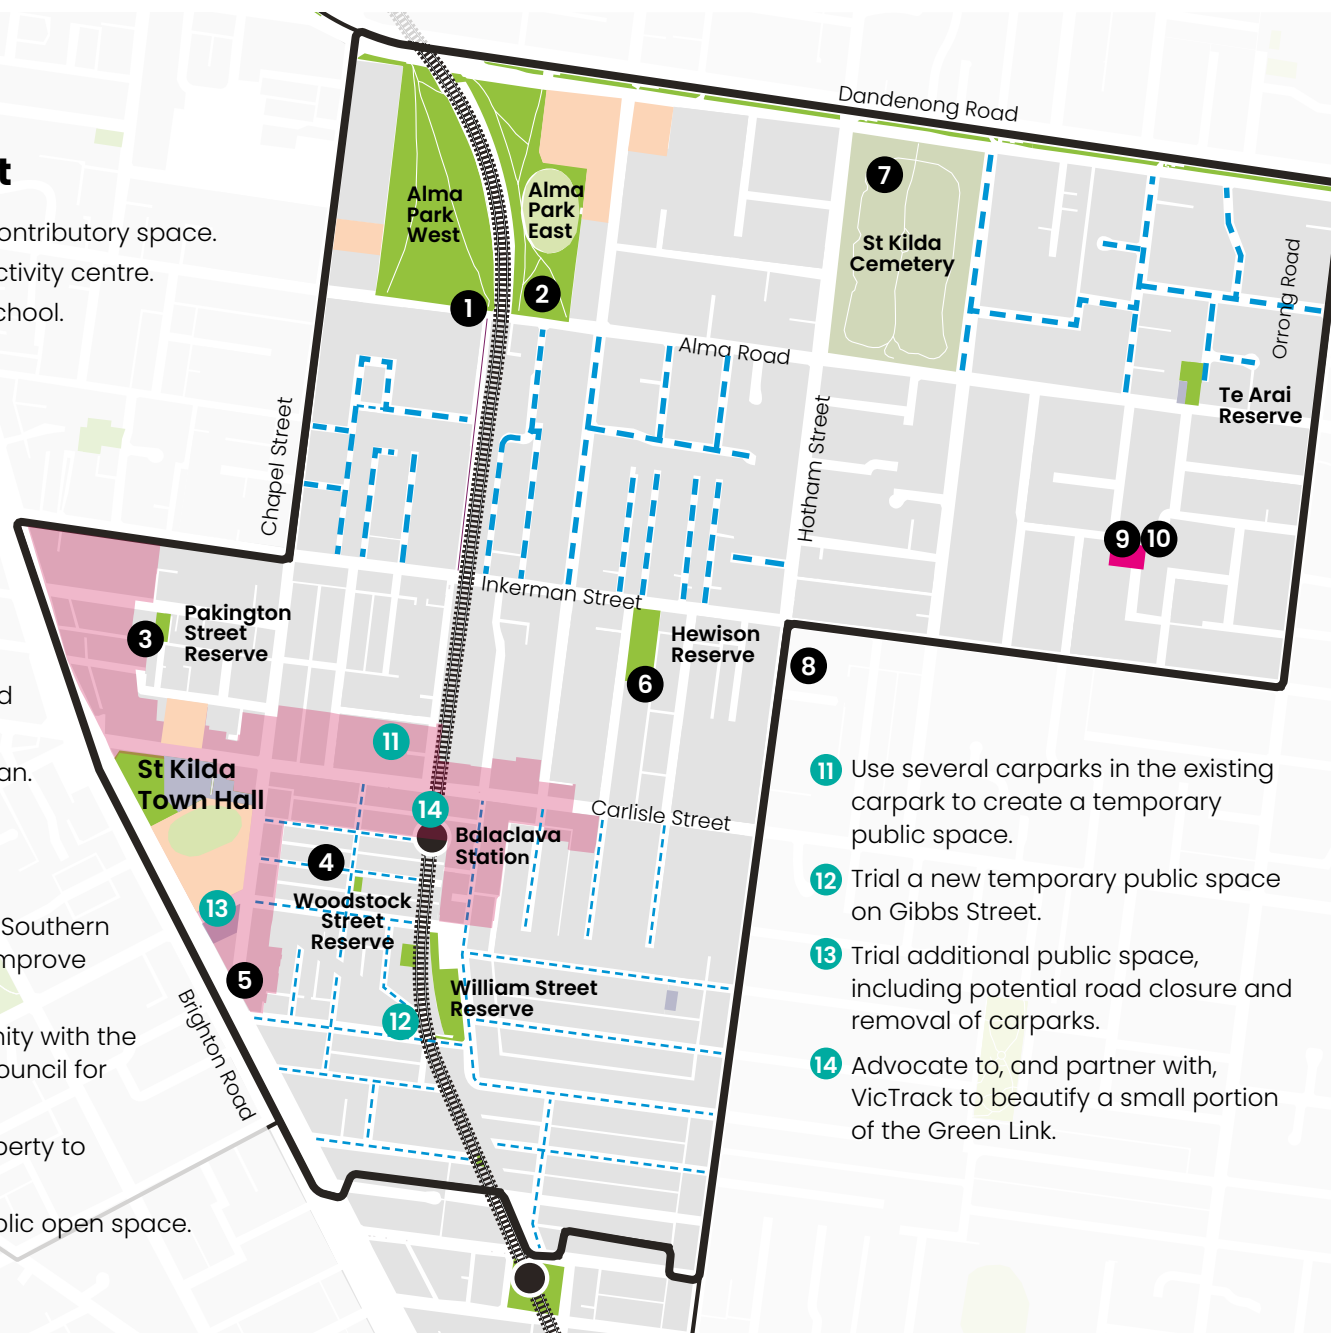 t
ontributory space.
ctivity centre.
chool.
d
an.
Southern
mprove
nity with the
ouncil for
perty to
olic open space.
Dandenong Road
Alma
Park
West
Alma
Park
East
7
St Kilda
Cemetery
1
2
Orrong Road
Alma Road
Te Arai
Reserve
Chapel Street
Hotham Street
9
10
Inkerman Street
Pakington
Street
Reserve
3
Hewison
Reserve
6
8
11
St Kilda
Town Hall
14
Carlisle Street
Balaclava
Station
4
Woodstock
Street
Reserve
13
5
William Street
Reserve
12
Brighton Road
11 Use several carparks in the existing
carpark to create a temporary
public space.
12 Trial a new temporary public space
on Gibbs Street.
13 Trial additional public space,
including potential road closure and
removal of carparks.
14 Advocate to, and partner with,
VicTrack to beautify a small portion
of the Green Link.